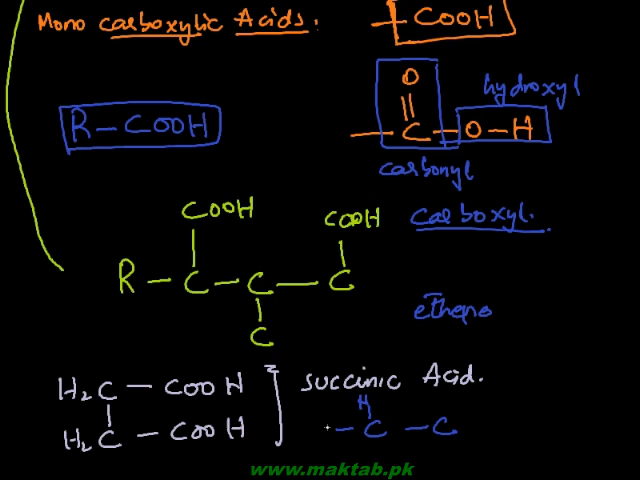 Mono carboxylic Acids. - COOH
O hydroxyl
R - COOH
- C - O - H
carbonyl
COOH COOH carboxyl.
R - C - C - C
ethano
C
H₂C - COOH succinic Acid.
H
H₂C - COOH - C - C
www.maktab.pk